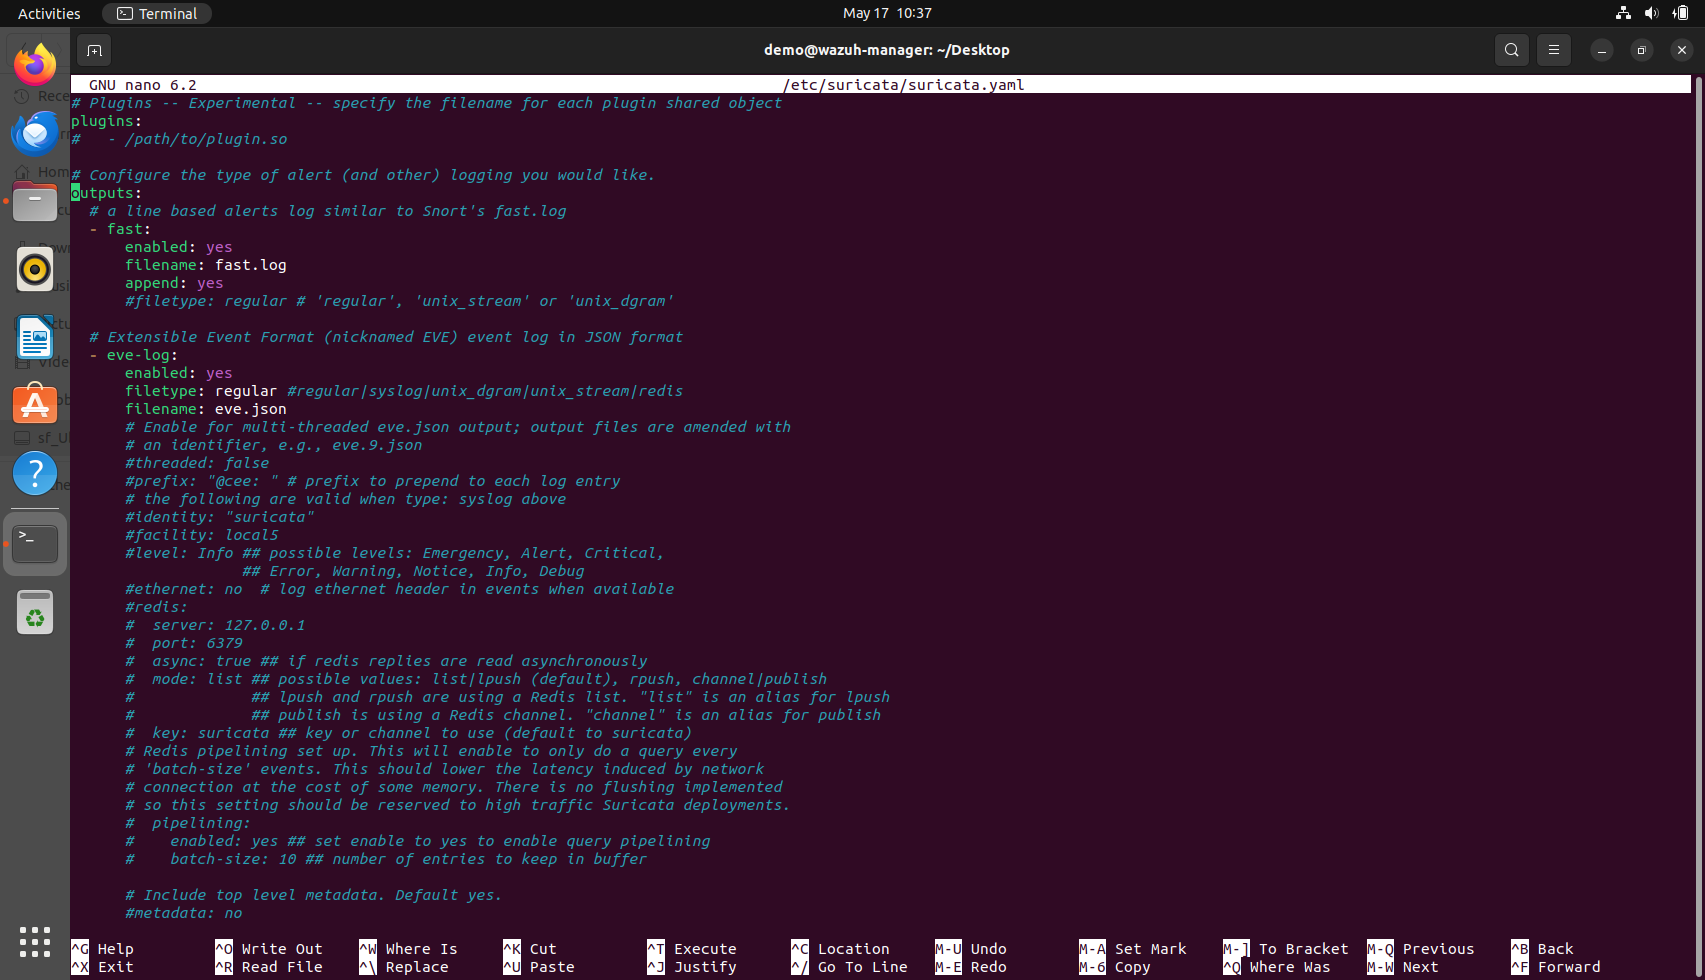 Activities
Terminal
May 17 10:37
demo@wazuh-manager: ~/Desktop
GNU nano 6.2 /etc/suricata/suricata.yaml
# Plugins -- Experimental -- specify the filename for each plugin shared object
plugins:
#   - /path/to/plugin.so
# Configure the type of alert (and other) logging you would like.
outputs:
  # a line based alerts log similar to Snort's fast.log
  - fast:
      enabled: yes
      filename: fast.log
      append: yes
      #filetype: regular # 'regular', 'unix_stream' or 'unix_dgram'
  # Extensible Event Format (nicknamed EVE) event log in JSON format
  - eve-log:
      enabled: yes
      filetype: regular #regular|syslog|unix_dgram|unix_stream|redis
      filename: eve.json
      # Enable for multi-threaded eve.json output; output files are amended with
      # an identifier, e.g., eve.9.json
      #threaded: false
      #prefix: "@cee: " # prefix to prepend to each log entry
      # the following are valid when type: syslog above
      #identity: "suricata"
      #facility: local5
      #level: Info ## possible levels: Emergency, Alert, Critical,
                   ## Error, Warning, Notice, Info, Debug
      #ethernet: no  # log ethernet header in events when available
      #redis:
      #  server: 127.0.0.1
      #  port: 6379
      #  async: true ## if redis replies are read asynchronously
      #  mode: list ## possible values: list|lpush (default), rpush, channel|publish
      #             ## lpush and rpush are using a Redis list. "list" is an alias for lpush
      #             ## publish is using a Redis channel. "channel" is an alias for publish
      #  key: suricata ## key or channel to use (default to suricata)
      # Redis pipelining set up. This will enable to only do a query every
      # 'batch-size' events. This should lower the latency induced by network
      # connection at the cost of some memory. There is no flushing implemented
      # so this setting should be reserved to high traffic Suricata deployments.
      #  pipelining:
      #    enabled: yes ## set enable to yes to enable query pipelining
      #    batch-size: 10 ## number of entries to keep in buffer
      # Include top level metadata. Default yes.
      #metadata: no
^G Help ^O Write Out ^W Where Is ^K Cut ^T Execute ^C Location M-U Undo M-A Set Mark M-] To Bracket M-Q Previous ^B Back
^X Exit ^R Read File ^\ Replace ^U Paste ^J Justify ^/ Go To Line M-E Redo M-6 Copy ^Q Where Was M-W Next ^F Forward